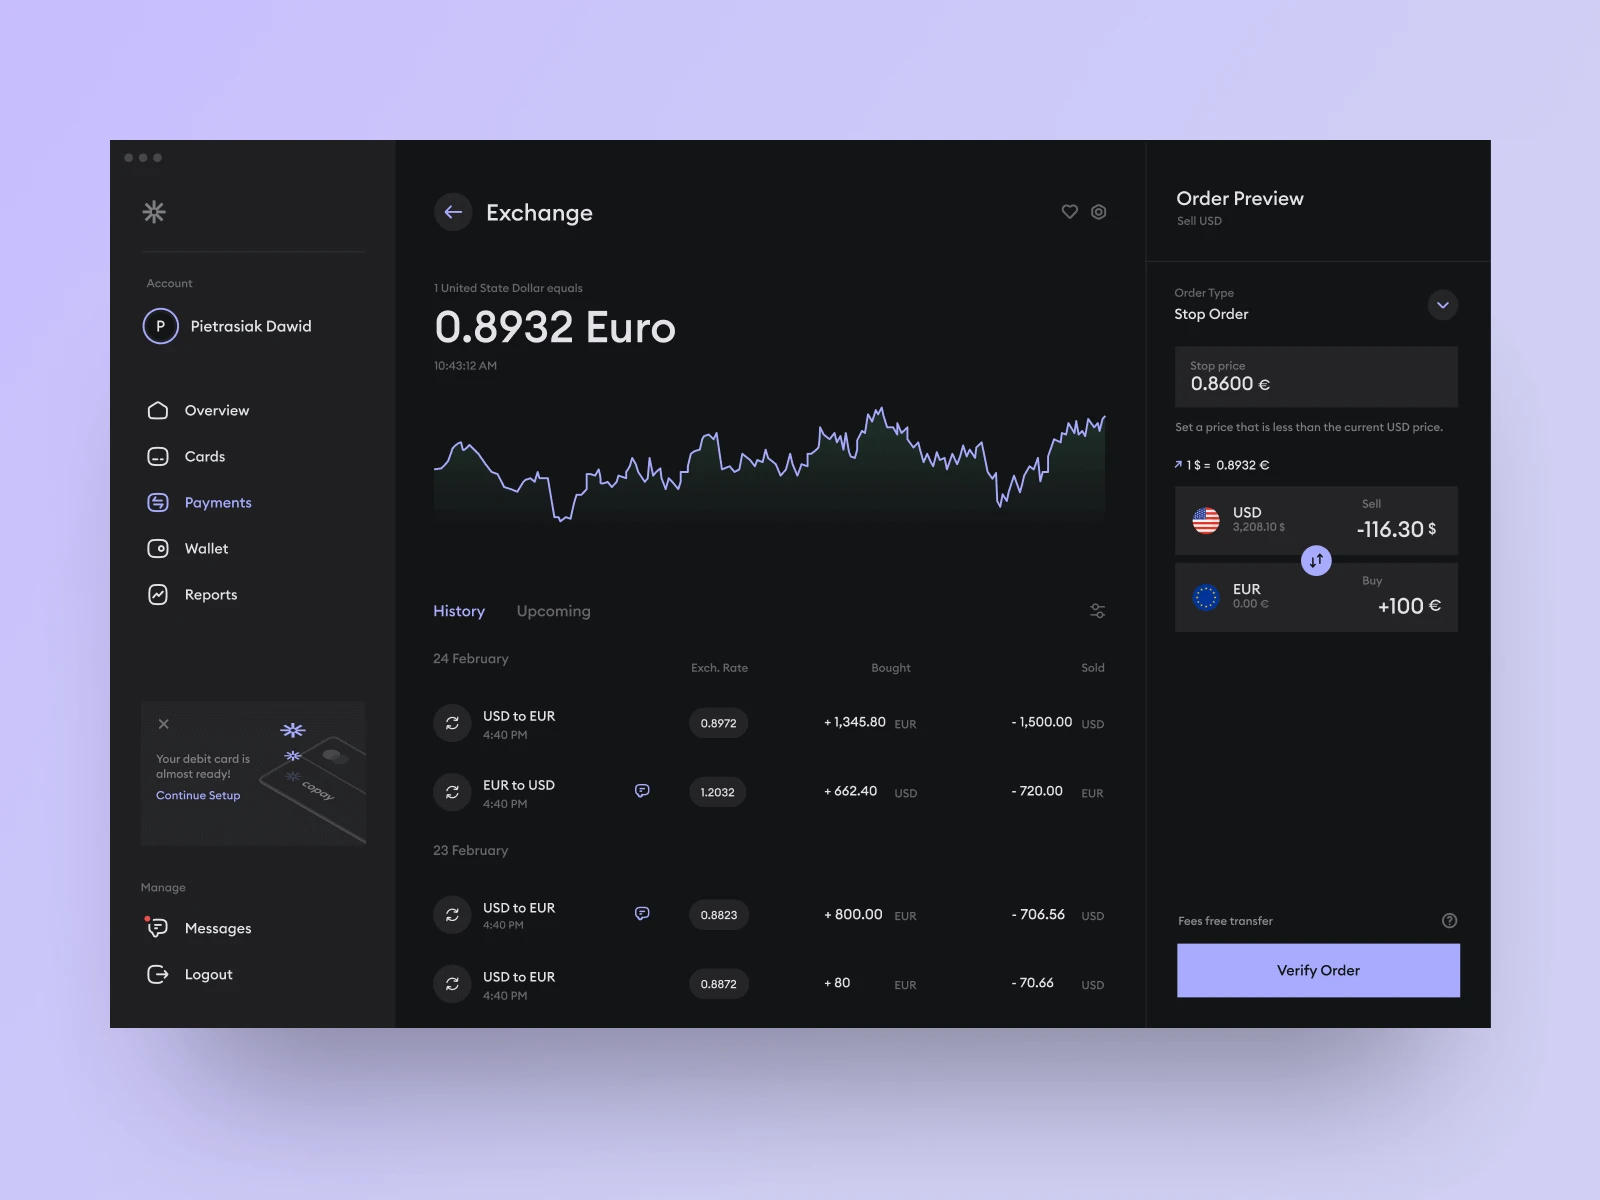 Account
P
Pietrasiak Dawid
Overview
Cards
Payments
Wallet
Reports
Your debit card is
almost ready!
Continue Setup
copay
Manage
Messages
Logout
Exchange
1 United State Dollar equals
0.8932 Euro
10:43:12 AM
History Upcoming
24 February Exch. Rate Bought Sold
USD to EUR
4:40 PM
0.8972 + 1,345.80 EUR - 1,500.00 USD
EUR to USD
4:40 PM
1.2032 + 662.40 USD - 720.00 EUR
23 February
USD to EUR
4:40 PM
0.8823 + 800.00 EUR - 706.56 USD
USD to EUR
4:40 PM
0.8872 + 80 EUR - 70.66 USD
Order Preview
Sell USD
Order Type
Stop Order
Stop price
0.8600 €
Set a price that is less than the current USD price.
1 $ = 0.8932 €
USD
3,208.10 $
Sell
-116.30 $
EUR
0.00 €
Buy
+100 €
Fees free transfer
?
Verify Order